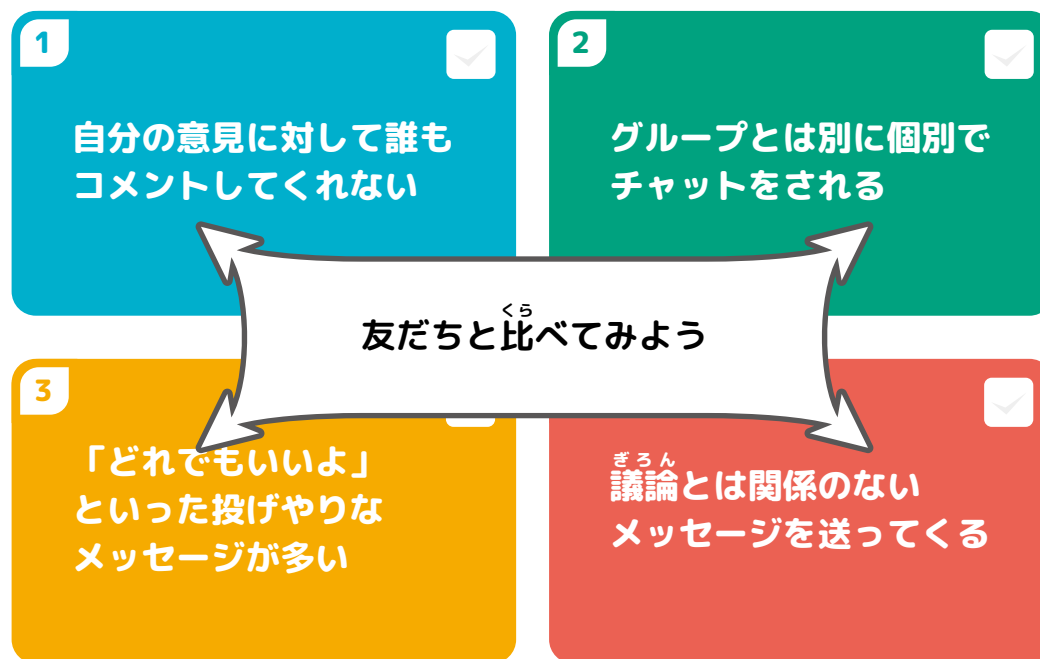 1
自分の意見に対して誰も
コメントしてくれない
2
グループとは別に個別で
チャットをされる
友だちと比べてみよう
くら
3
「どれでもいいよ」
といった投げやりな
メッセージが多い
ぎろん
議論とは関係のない
メッセージを送ってくる